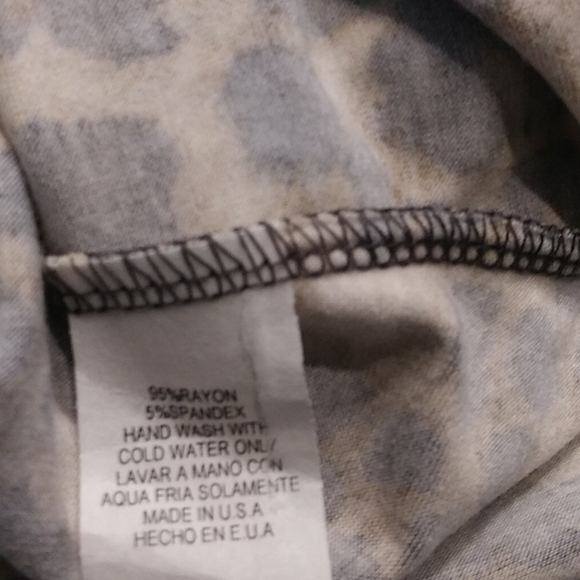 95%RAYON
5%SPANDEX
HAND WASH WITH
COLD WATER ONLY
LAVAR A MANO CON
AQUA FRIA SOLAMENTE
MADE IN U.S.A
HECHO EN E.U.A